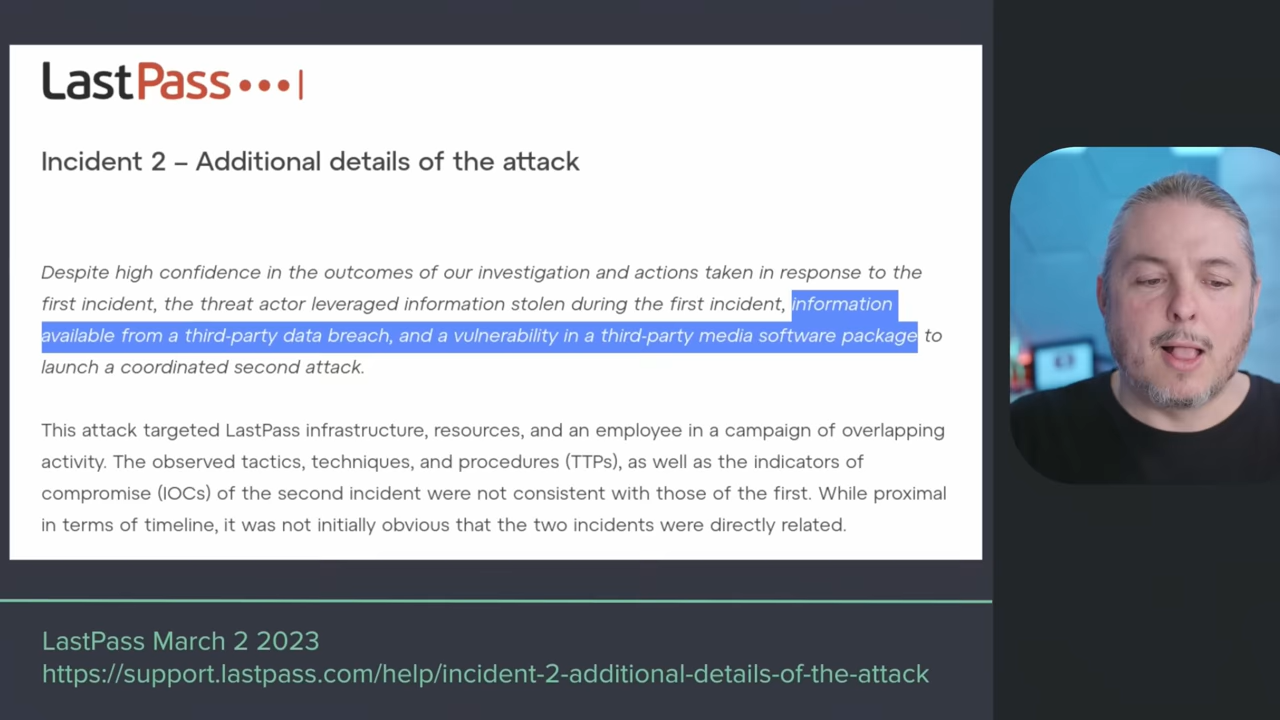 LastPass
Incident 2 – Additional details of the attack
Despite high confidence in the outcomes of our investigation and actions taken in response to the
first incident, the threat actor leveraged information stolen during the first incident, information
available from a third-party data breach, and a vulnerability in a third-party media software package to
launch a coordinated second attack.
This attack targeted LastPass infrastructure, resources, and an employee in a campaign of overlapping
activity. The observed tactics, techniques, and procedures (TTPs), as well as the indicators of
compromise (IOCs) of the second incident were not consistent with those of the first. While proximal
in terms of timeline, it was not initially obvious that the two incidents were directly related.
LastPass March 2 2023
https://support.lastpass.com/help/incident-2-additional-details-of-the-attack